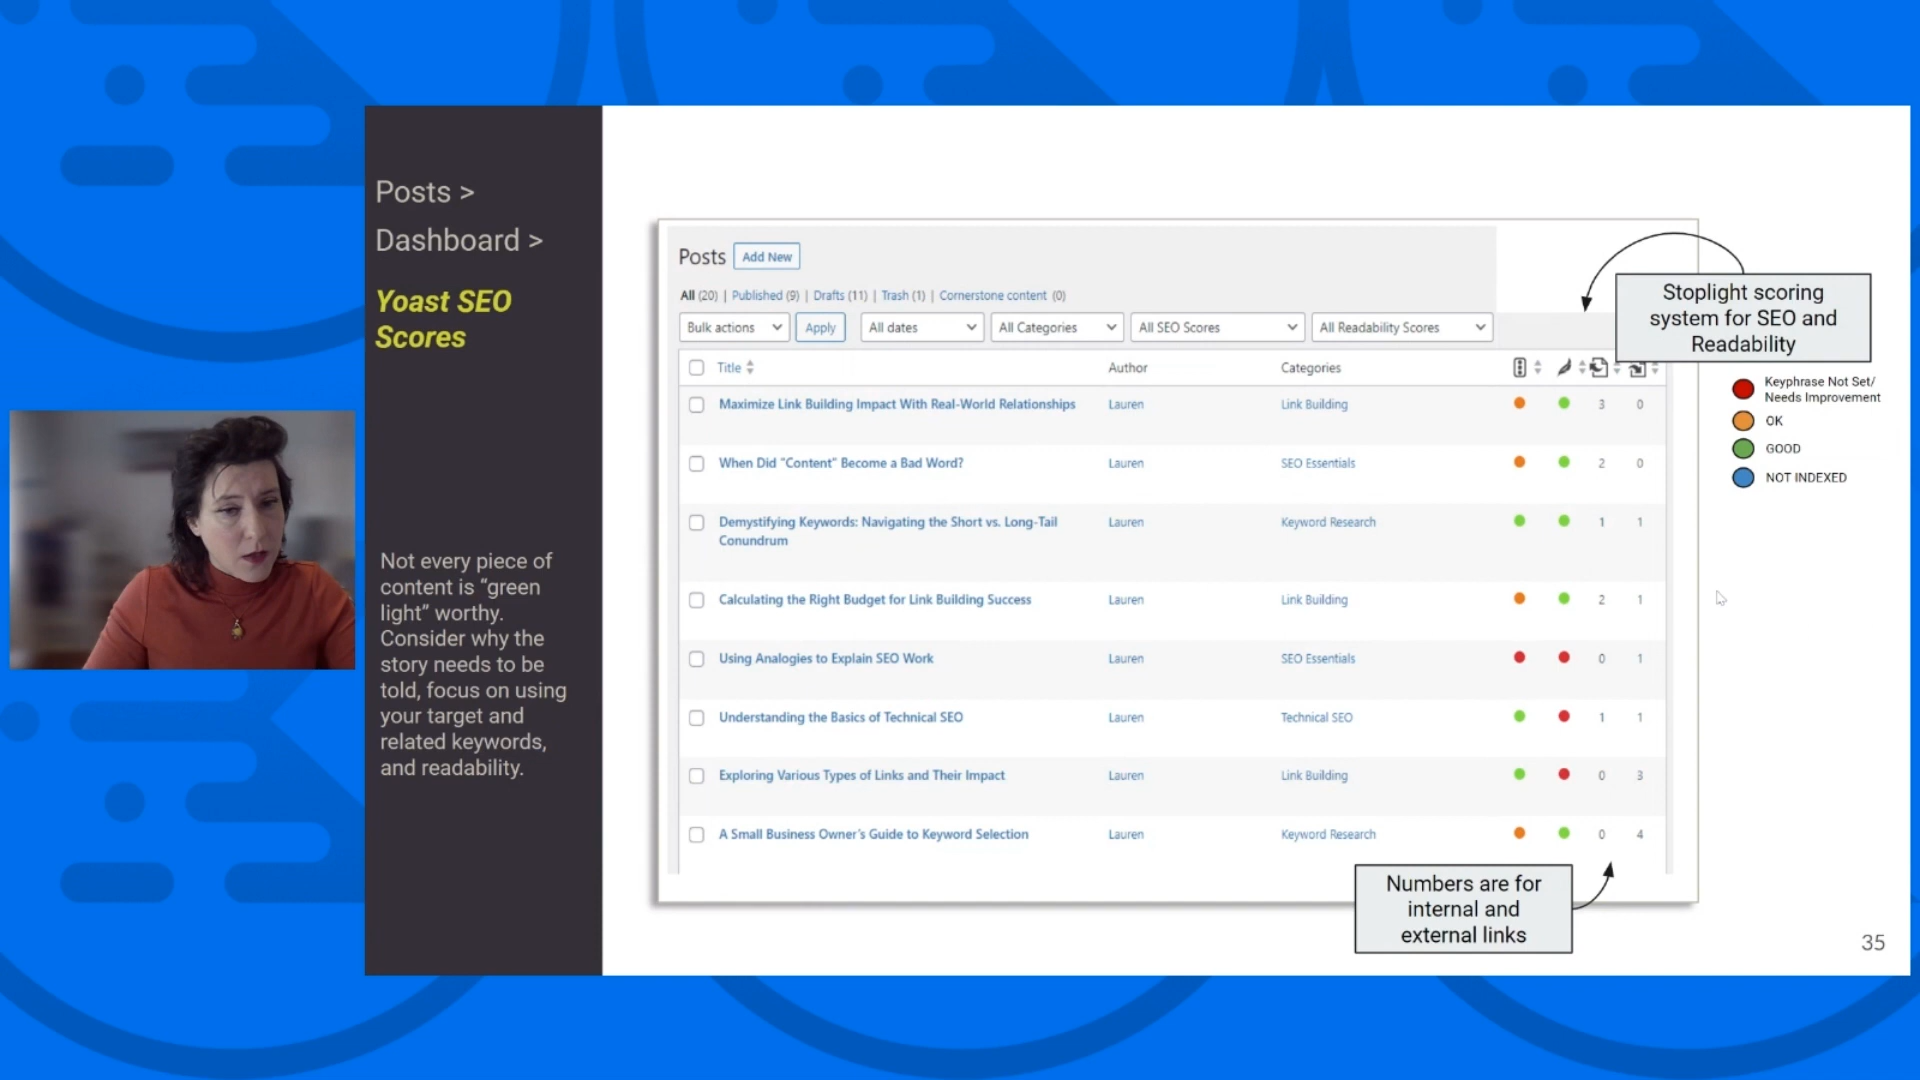 Posts >
Dashboard >
Yoast SEO
Scores
Not every piece of
content is “green
light” worthy.
Consider why the
story needs to be
told, focus on using
your target and
related keywords,
and readability.
Posts Add New
All (20) | Published (9) | Drafts (11) | Trash (1) | Cornerstone content (0)
Bulk actions Apply All dates All Categories All SEO Scores All Readability Scores
Title Author Categories
Maximize Link Building Impact With Real-World Relationships Lauren Link Building 3 0
When Did "Content" Become a Bad Word? Lauren SEO Essentials 2 0
Demystifying Keywords: Navigating the Short vs. Long-Tail
Conundrum Lauren Keyword Research 1 1
Calculating the Right Budget for Link Building Success Lauren Link Building 2 1
Using Analogies to Explain SEO Work Lauren SEO Essentials 0 1
Understanding the Basics of Technical SEO Lauren Technical SEO 1 1
Exploring Various Types of Links and Their Impact Lauren Link Building 0 3
A Small Business Owner's Guide to Keyword Selection Lauren Keyword Research 0 4
Stoplight scoring
system for SEO and
Readability
Keyphrase Not Set/
Needs Improvement
OK
GOOD
NOT INDEXED
Numbers are for
internal and
external links
35